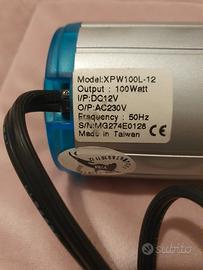 Model:XPW100L-12
Output : 100Watt
I/P:DC12V
O/P:AC230V
Frequency : 50Hz
S/N:MG274E0128
Made in Taiwan
subito